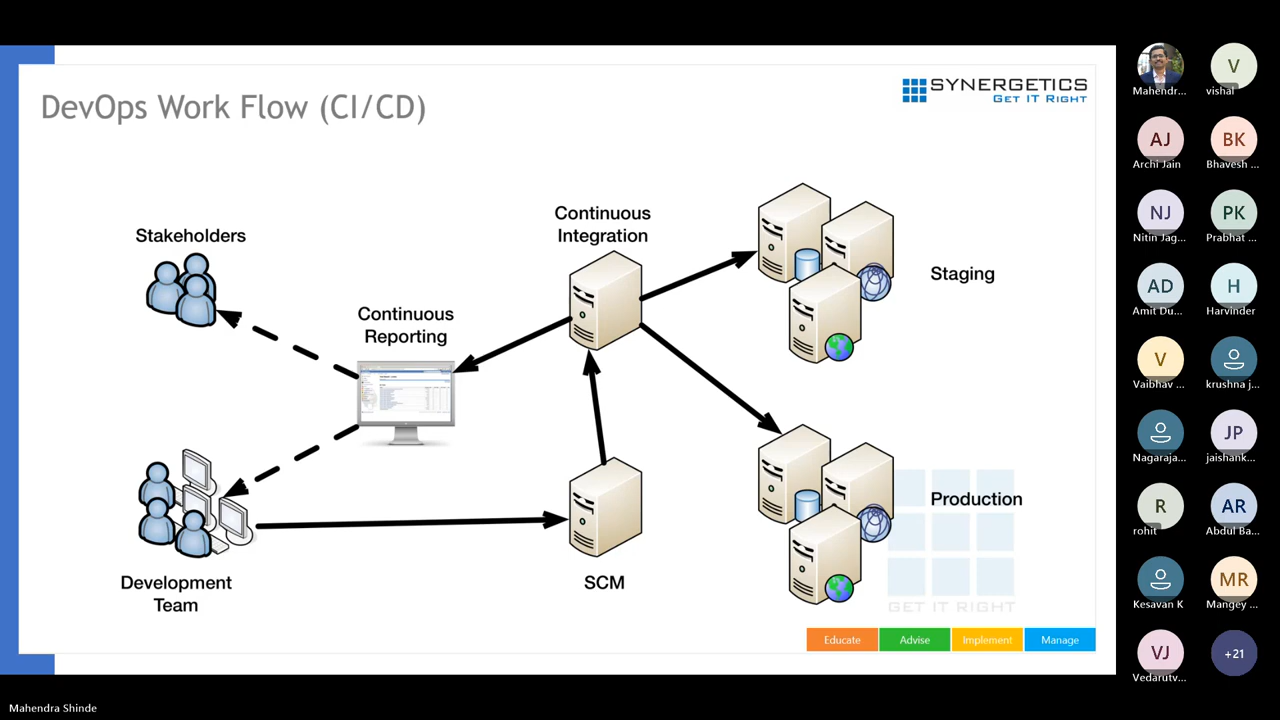 DevOps Work Flow (CI/CD)
SYNERGETICS
GET IT RIGHT
Stakeholders
Continuous
Reporting
Continuous
Integration
Staging
Development
Team
SCM
Production
GET IT RIGHT
Educate
Advise
Implement
Manage
Mahendr...
V
vishal
AJ
Archi Jain
BK
Bhavesh ...
NJ
Nitin Jag...
PK
Prabhat ...
AD
Amit Du...
H
Harvinder
V
Vaibhav ...
krushna j...
Nagaraja...
JP
jaishank...
R
rohit
AR
Abdul Ba...
Kesavan K
MR
Mangey ...
VJ
Vedarutv...
+21
Mahendra Shinde